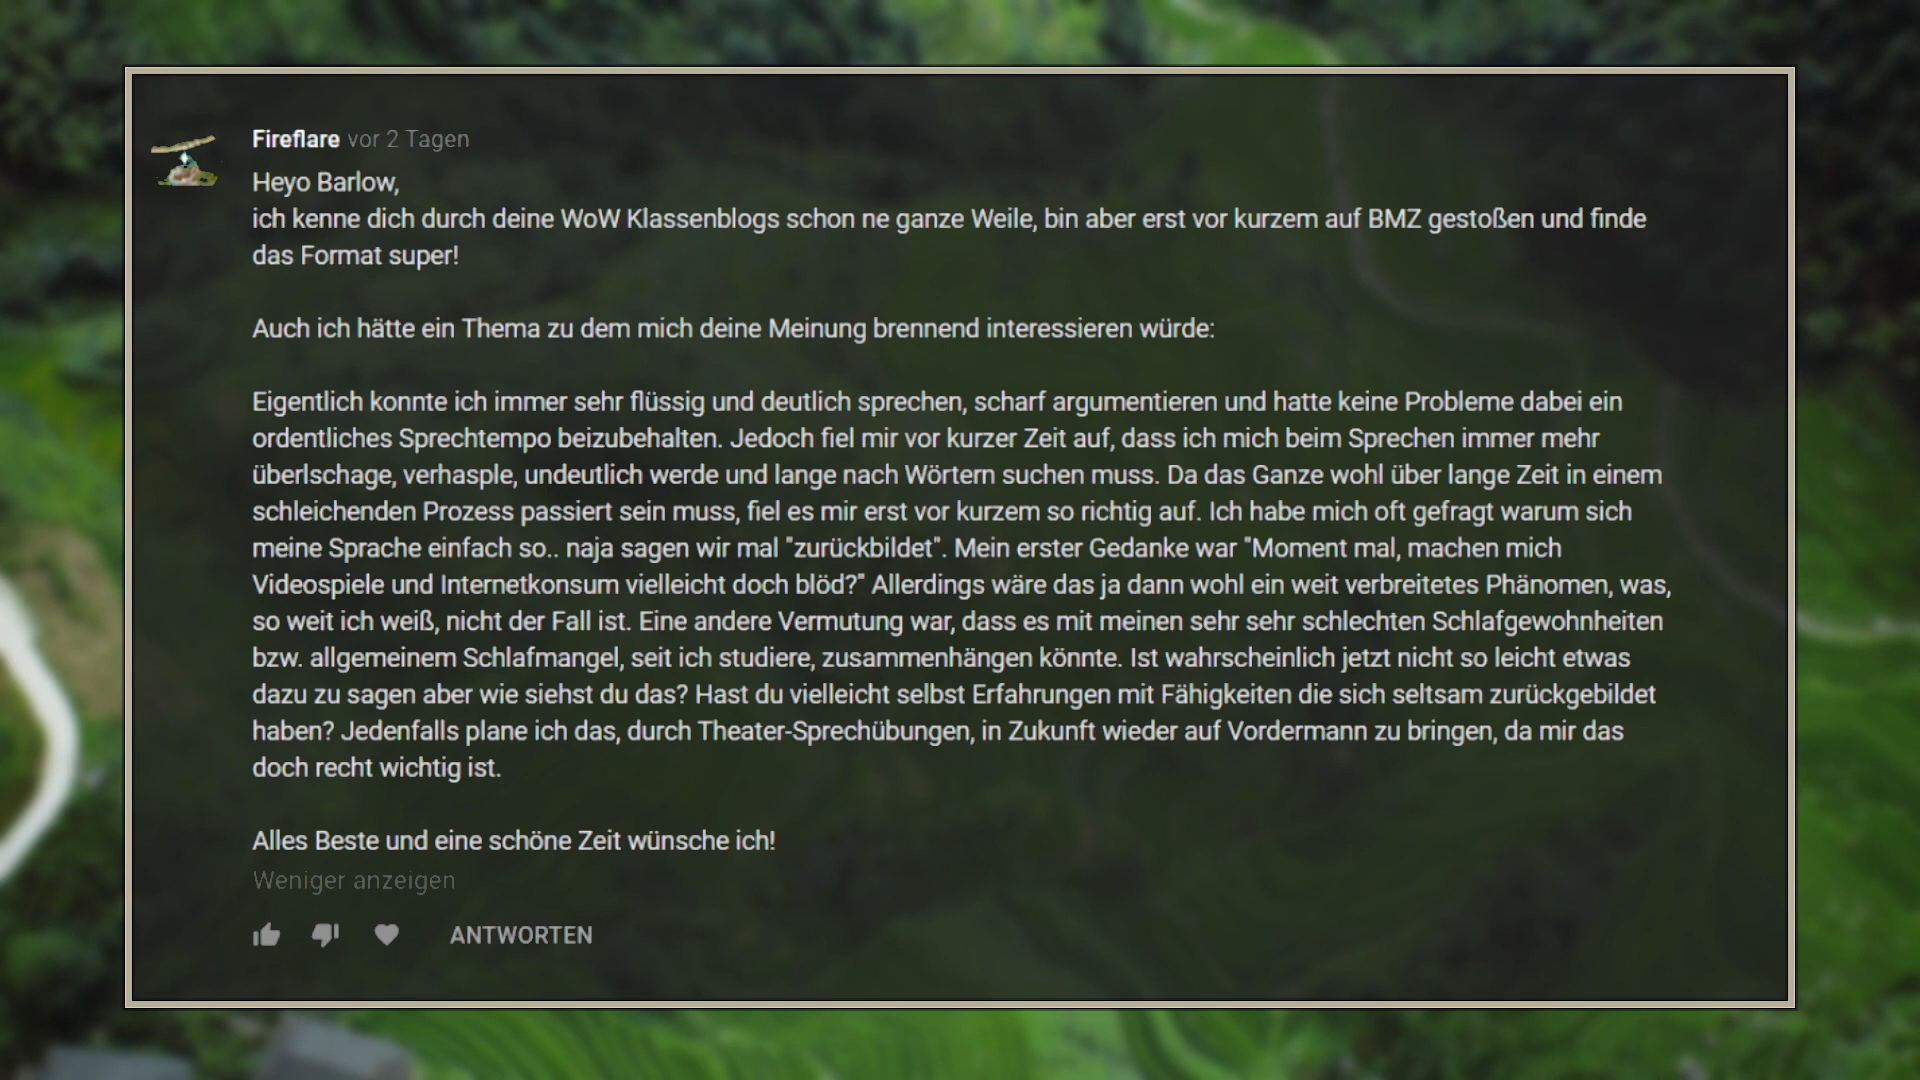 Fireflare vor 2 Tagen
Heyo Barlow,
ich kenne dich durch deine WoW Klassenblogs schon ne ganze Weile, bin aber erst vor kurzem auf BMZ gestoßen und finde
das Format super!
Auch ich hätte ein Thema zu dem mich deine Meinung brennend interessieren würde:
Eigentlich konnte ich immer sehr flüssig und deutlich sprechen, scharf argumentieren und hatte keine Probleme dabei ein
ordentliches Sprechtempo beizubehalten. Jedoch fiel mir vor kurzer Zeit auf, dass ich mich beim Sprechen immer mehr
überlschage, verhasple, undeutlich werde und lange nach Wörtern suchen muss. Da das Ganze wohl über lange Zeit in einem
schleichenden Prozess passiert sein muss, fiel es mir erst vor kurzem so richtig auf. Ich habe mich oft gefragt warum sich
meine Sprache einfach so.. naja sagen wir mal "zurückbildet". Mein erster Gedanke war "Moment mal, machen mich
Videospiele und Internetkonsum vielleicht doch blöd?" Allerdings wäre das ja dann wohl ein weit verbreitetes Phänomen, was,
so weit ich weiß, nicht der Fall ist. Eine andere Vermutung war, dass es mit meinen sehr sehr schlechten Schlafgewohnheiten
bzw. allgemeinem Schlafmangel, seit ich studiere, zusammenhängen könnte. Ist wahrscheinlich jetzt nicht so leicht etwas
dazu zu sagen aber wie siehst du das? Hast du vielleicht selbst Erfahrungen mit Fähigkeiten die sich seltsam zurückgebildet
haben? Jedenfalls plane ich das, durch Theater-Sprechübungen, in Zukunft wieder auf Vordermann zu bringen, da mir das
doch recht wichtig ist.
Alles Beste und eine schöne Zeit wünsche ich!
Weniger anzeigen
ANTWORTEN